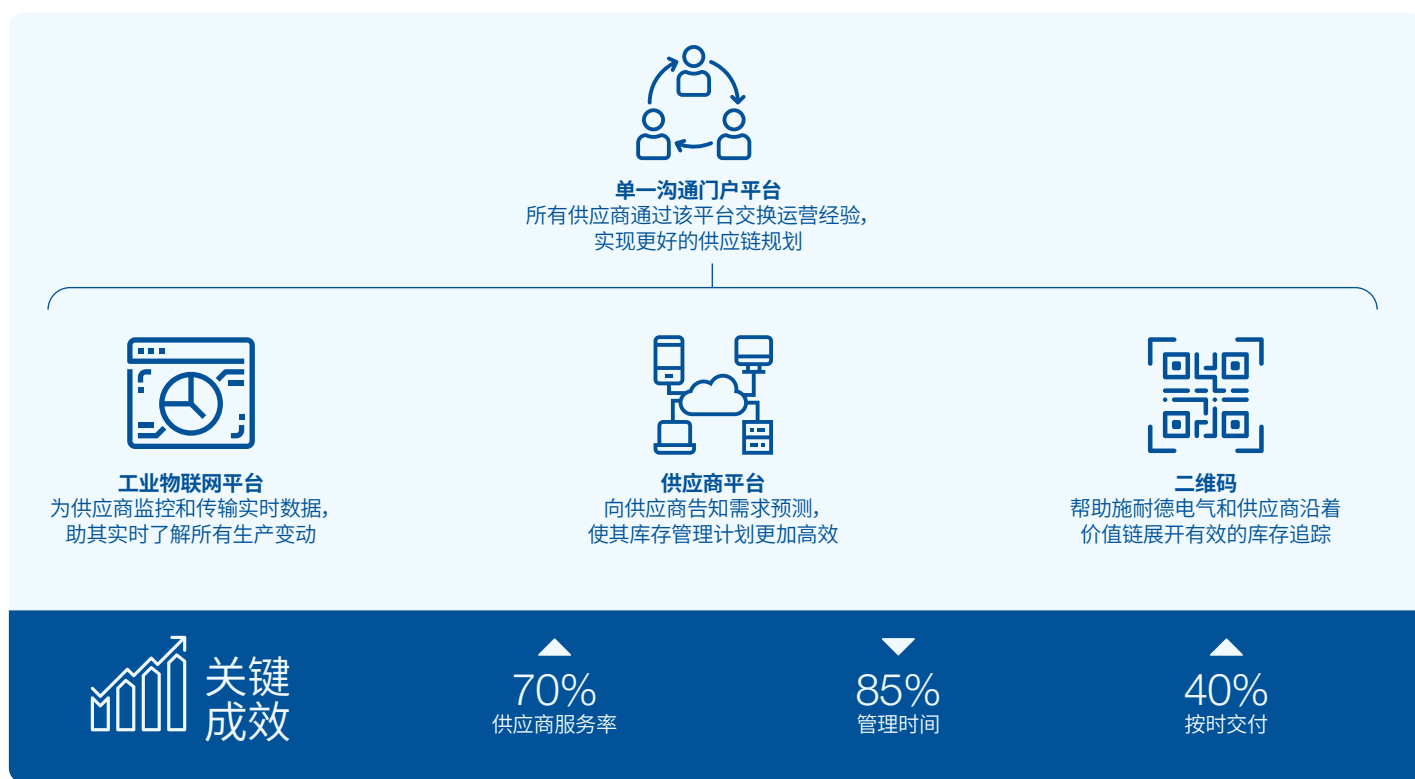 单一沟通门户平台
所有供应商通过该平台交换运营经验，
实现更好的供应链规划
工业物联网平台
为供应商监控和传输实时数据，
助其实时了解所有生产变动
供应商平台
向供应商告知需求预测，
使其库存管理计划更加高效
二维码
帮助施耐德电气和供应商沿着
价值链展开有效的库存追踪
关键
成效
70%
供应商服务率
85%
管理时间
40%
按时交付